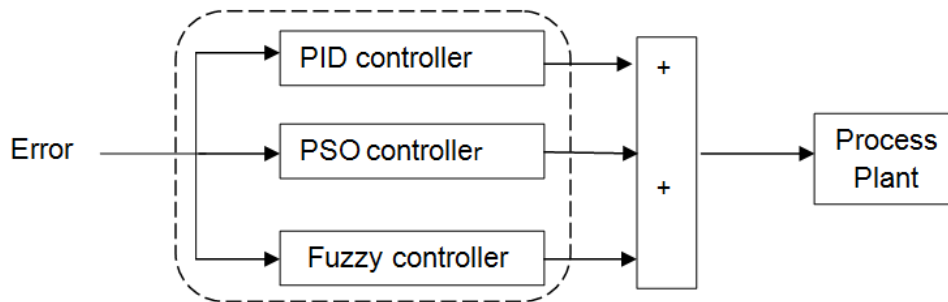 PID controller
+
Error
PSO controller
Process
Plant
+
Fuzzy controller